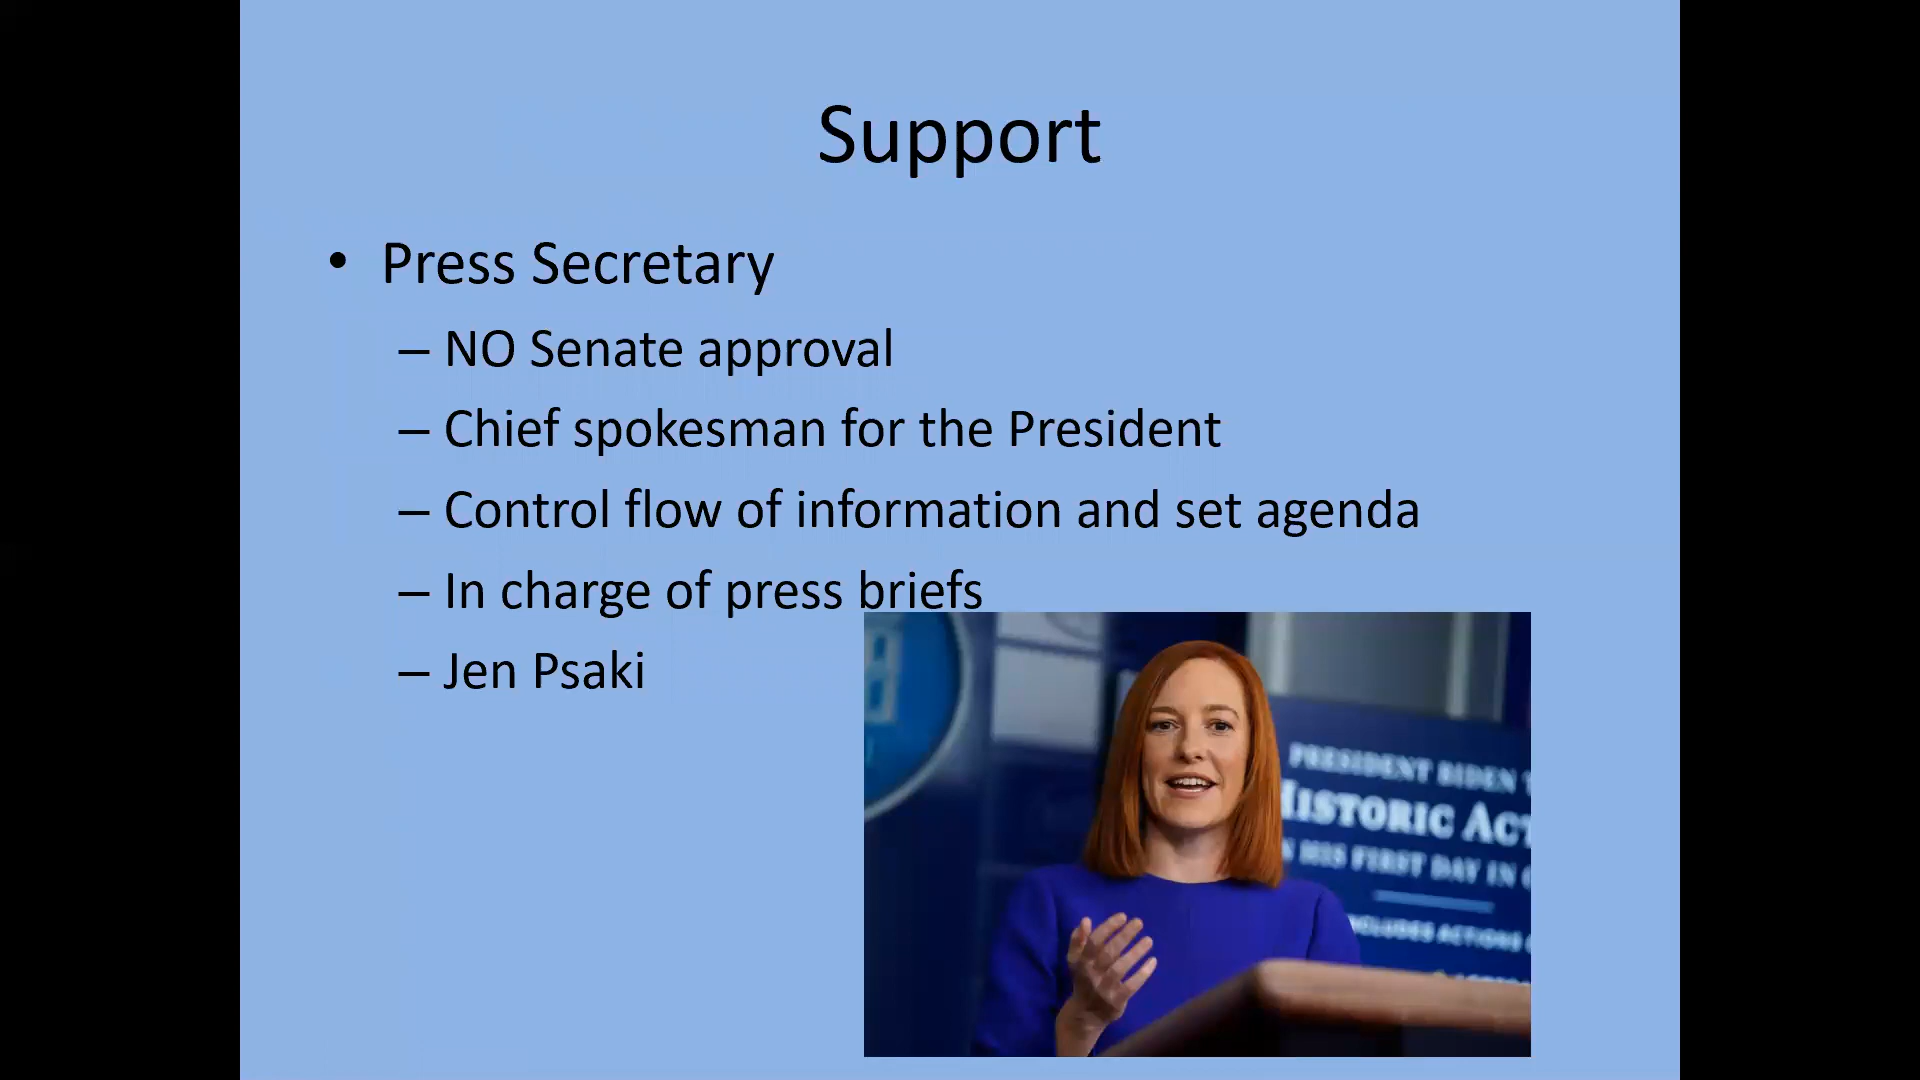 Support
• Press Secretary
– NO Senate approval
– Chief spokesman for the President
– Control flow of information and set agenda
– In charge of press briefs
– Jen Psaki
PRESIDENT BIDEN
HISTORIC ACT
HIS FIRST DAY IN
INCLUDES ACTIONS